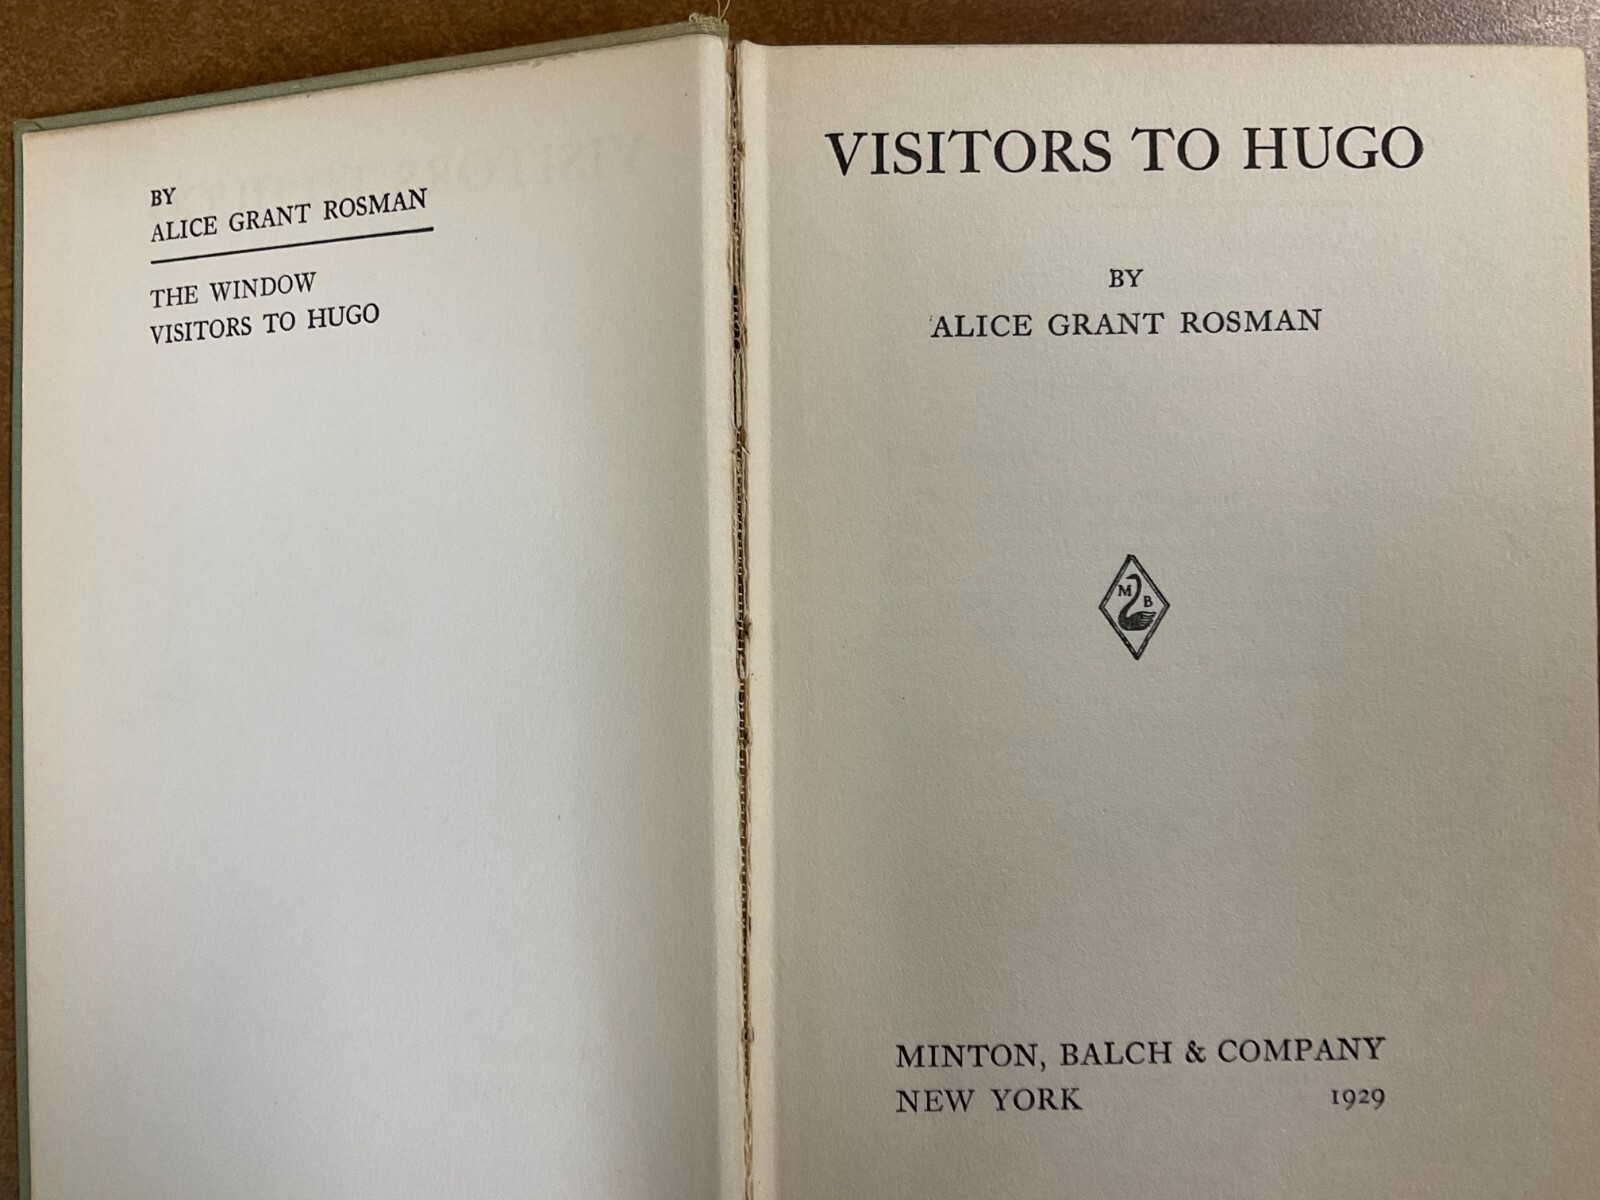 BY
ALICE GRANT ROSMAN
THE WINDOW
VISITORS TO HUGO
VISITORS TO HUGO
BY
ALICE GRANT ROSMAN
M
B
MINTON, BALCH & COMPANY
NEW YORK 1929